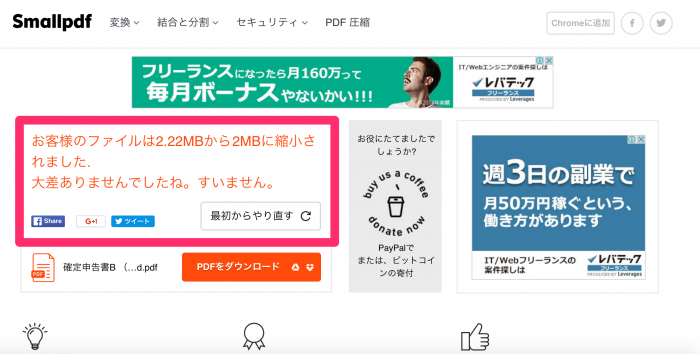 Smallpdf
変換
結合と分割
セキュリティ
PDF 圧縮
Chromeに追加
フリーランスになったら月160万って
毎月ボーナスやないかい!!!
IT/Webエンジニアの案件探しは
レバテック
フリーランス
PRODUCED BY Leverages
お客様のファイルは2.22MBから2MBに縮小さ
れました.
大差ありませんでしたね。すいません。
Share
G+1
ツイート
最初からやり直す
PDF
確定申告書B （...d.pdf
PDFをダウンロード
お役にたてましたで
しょうか?
buy us a coffee
donate now
PayPalで
または、ビットコイ
ンの寄付
週3日の副業で
月50万円稼ぐという、
働き方があります
IT/Webフリーランスの
案件探しは
レバテック
フリーランス
PRODUCED BY Leverages